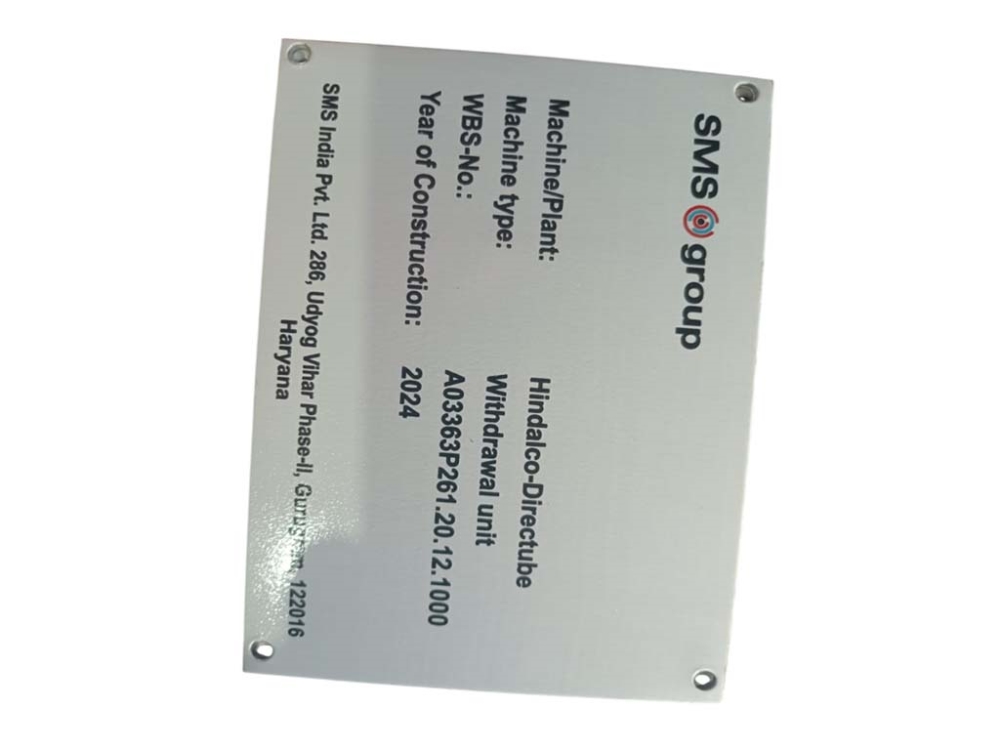 SMS group
Machine/Plant: Hindalco-Directube
Machine type: Withdrawal unit
WBS-No.: A03363P261.20.12.1000
Year of Construction: 2024
SMS India Pvt. Ltd. 286, Udyog Vihar Phase-II, Gurugram, 122016
Haryana